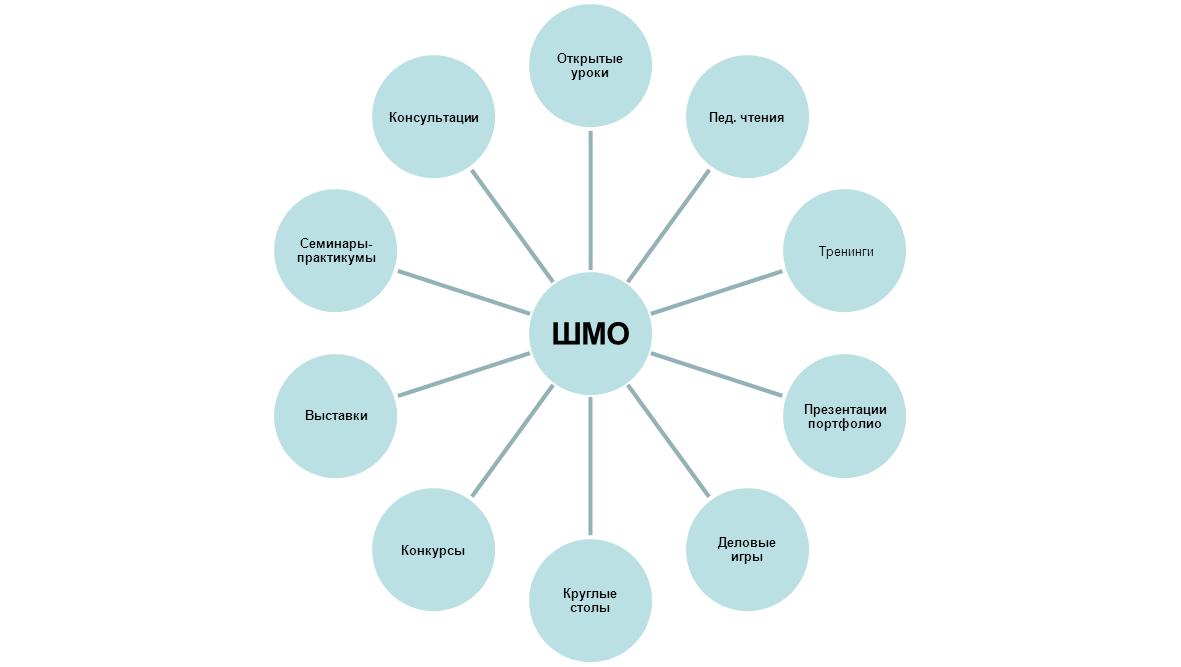 Открытые
уроки
Консультации
Пед. чтения
Семинары-
практикумы
Тренинги
ШМО
Выставки
Презентации
портфолио
Конкурсы
Деловые
игры
Круглые
столы